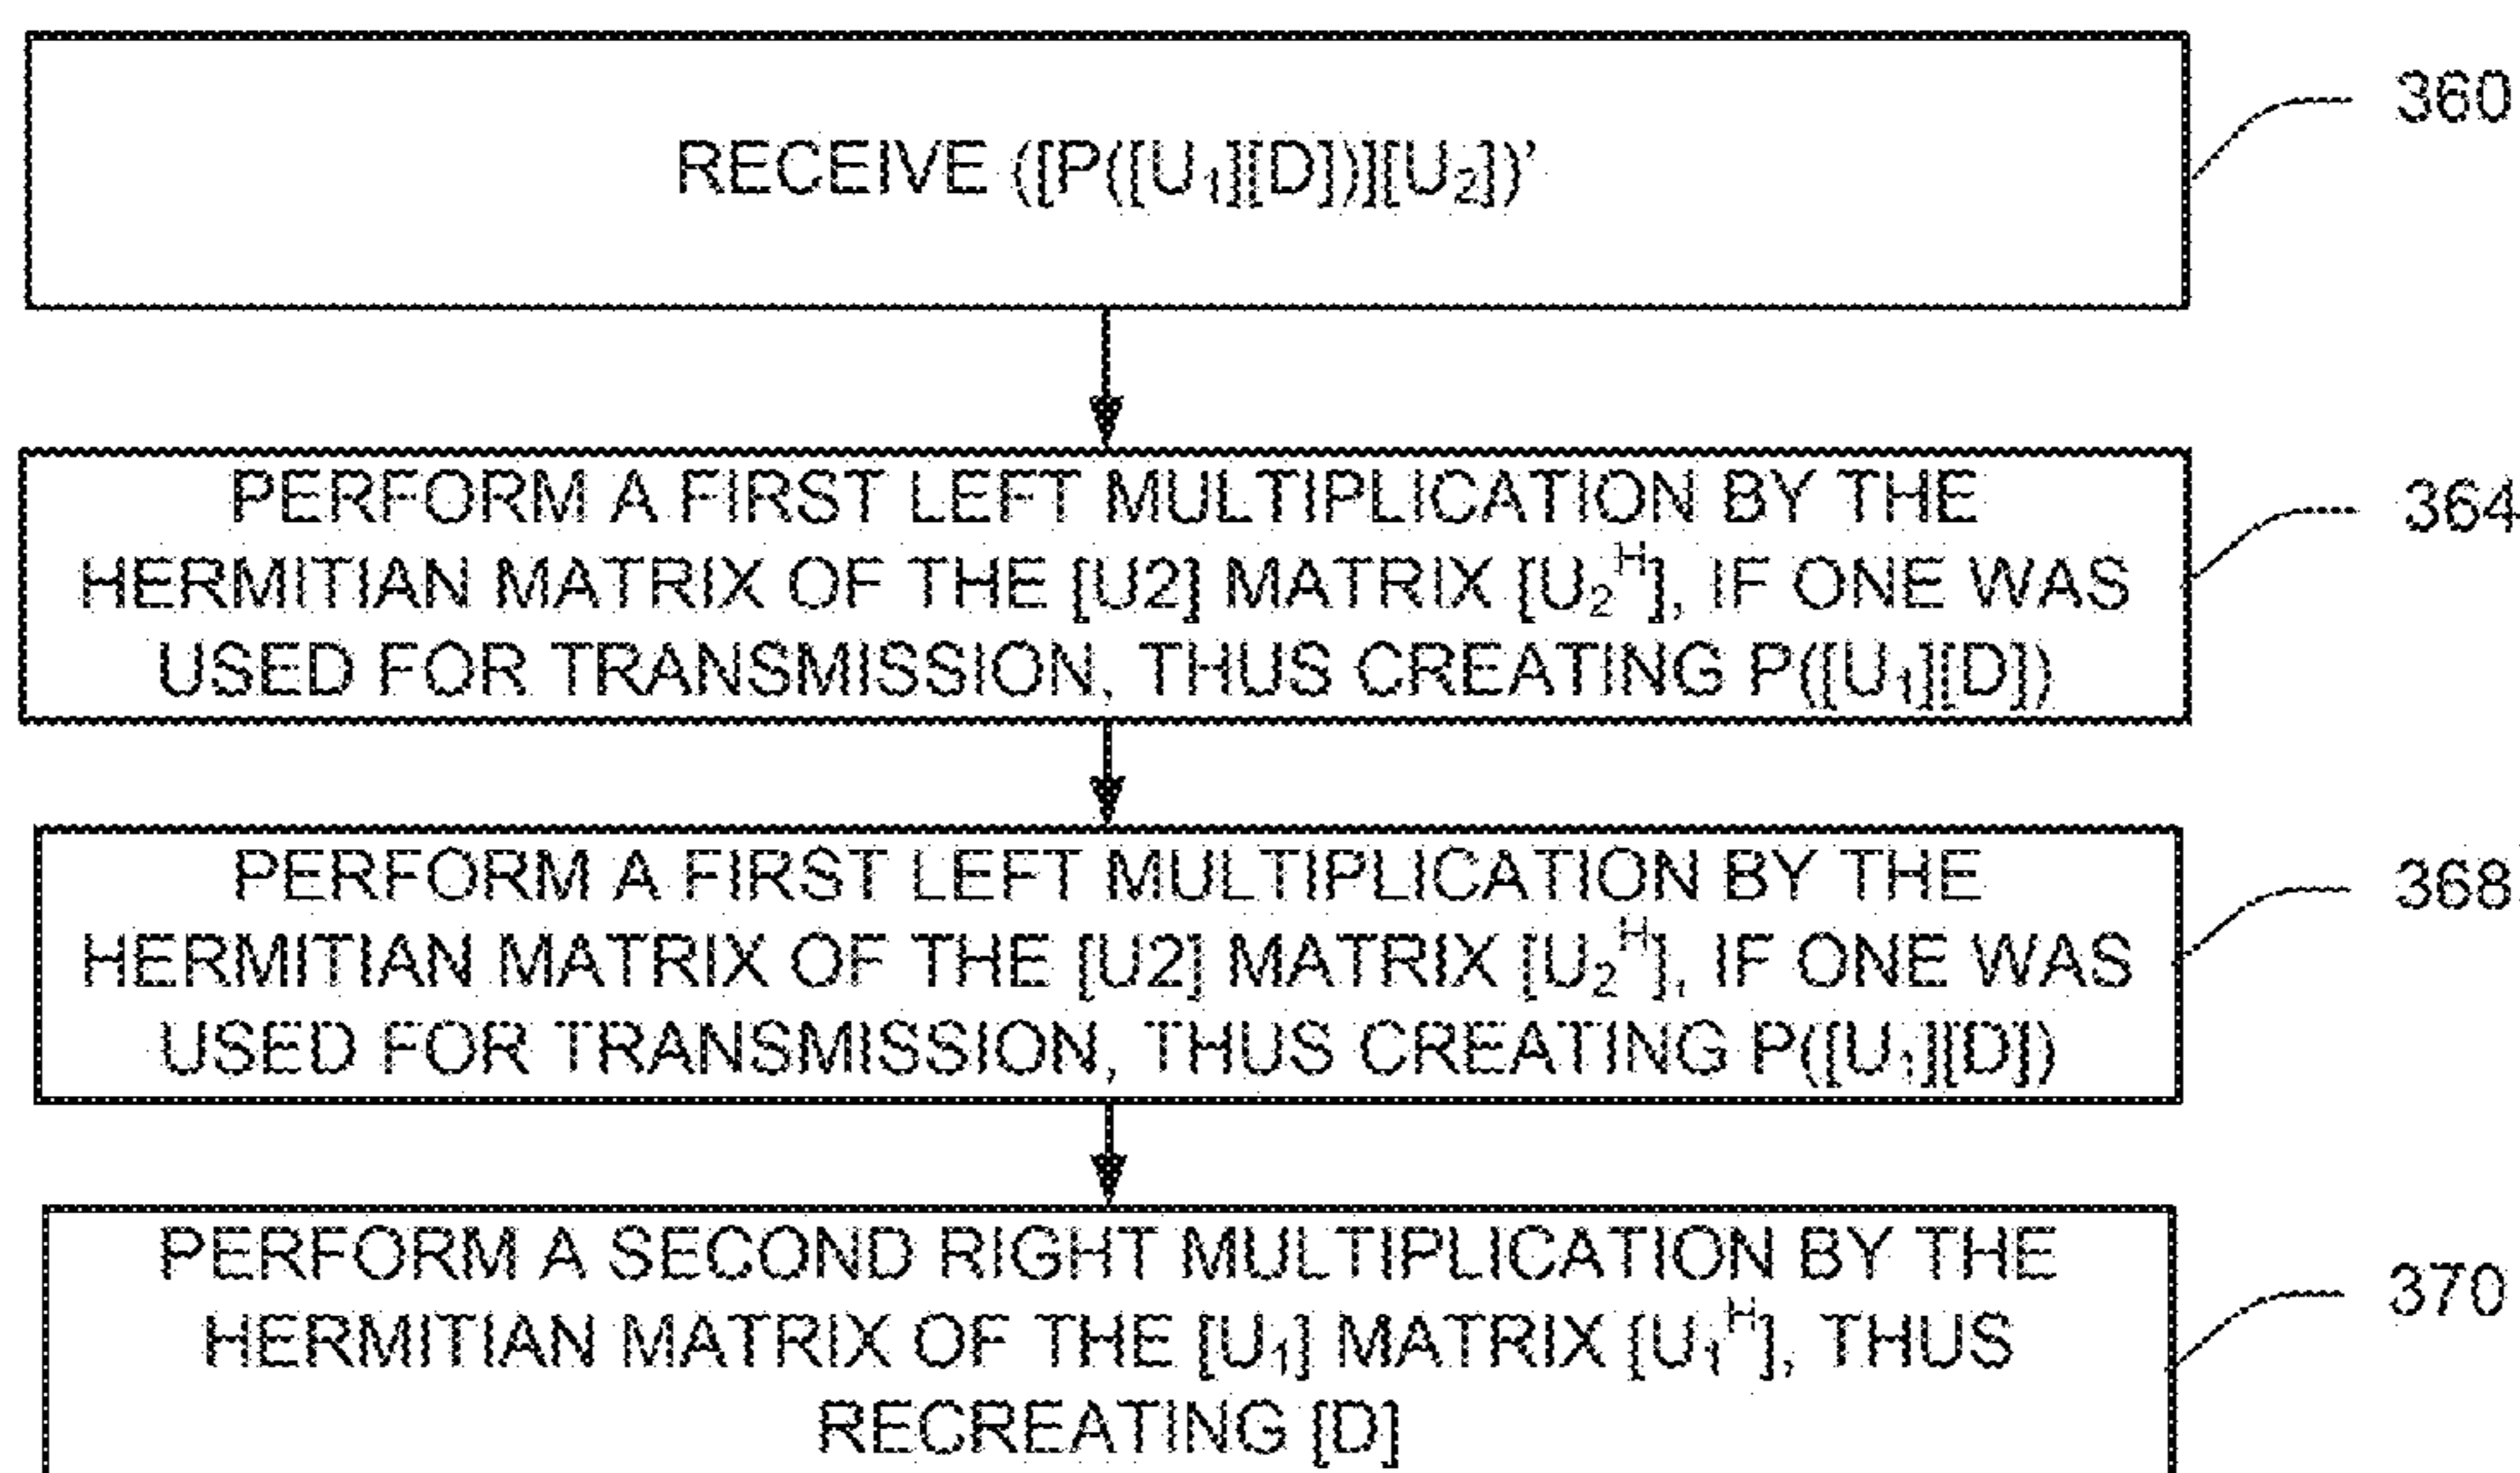 RECEIVE ([P([U₁][D])][U₂])’
360
PERFORM A FIRST LEFT MULTIPLICATION BY THE
HERMITIAN MATRIX OF THE [U2] MATRIX [U₂ᴴ], IF ONE WAS
USED FOR TRANSMISSION, THUS CREATING P([U₁][D])
364
PERFORM A FIRST LEFT MULTIPLICATION BY THE
HERMITIAN MATRIX OF THE [U2] MATRIX [U₂ᴴ], IF ONE WAS
USED FOR TRANSMISSION, THUS CREATING P([U₁][D])
368
PERFORM A SECOND RIGHT MULTIPLICATION BY THE
HERMITIAN MATRIX OF THE [U₁] MATRIX [U₁ᴴ], THUS
RECREATING [D]
370